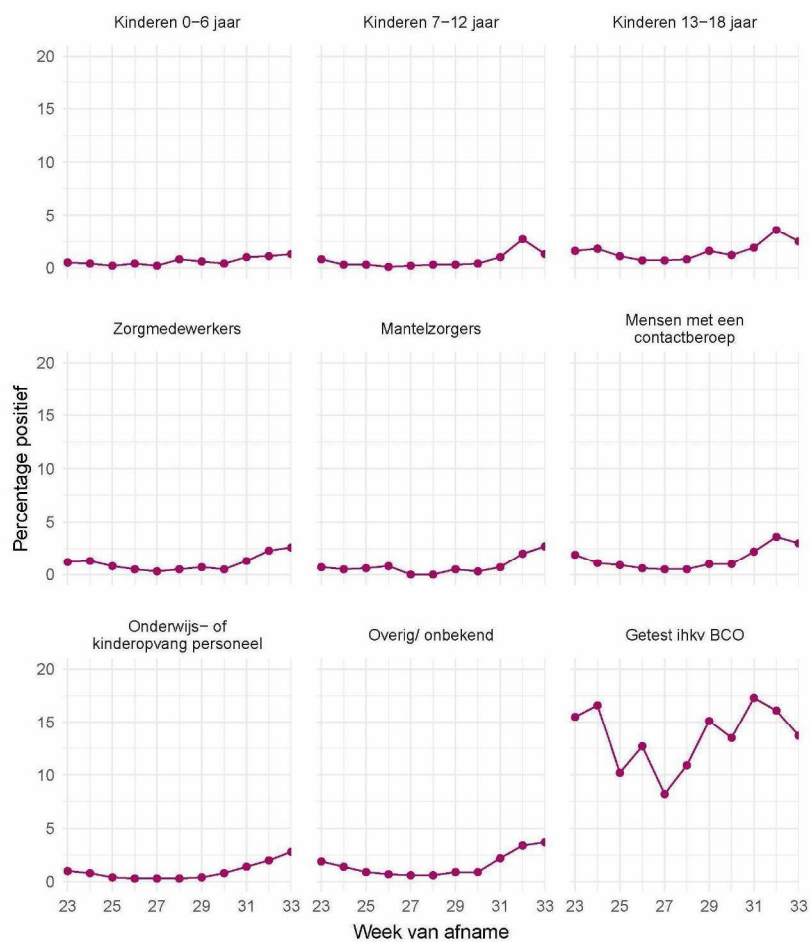 Kinderen 0−6 jaar
Kinderen 7−12 jaar
Kinderen 13−18 jaar
20
15
10
5
0
Zorgmedewerkers
Mantelzorgers
Mensen met een
contactberoep
20
15
10
5
0
Percentage positief
Onderwijs− of
kinderopvang personeel
Overig/ onbekend
Getest ihkv BCO
20
15
10
5
0
23 25 27 29 31 33
23 25 27 29 31 33
23 25 27 29 31 33
Week van afname